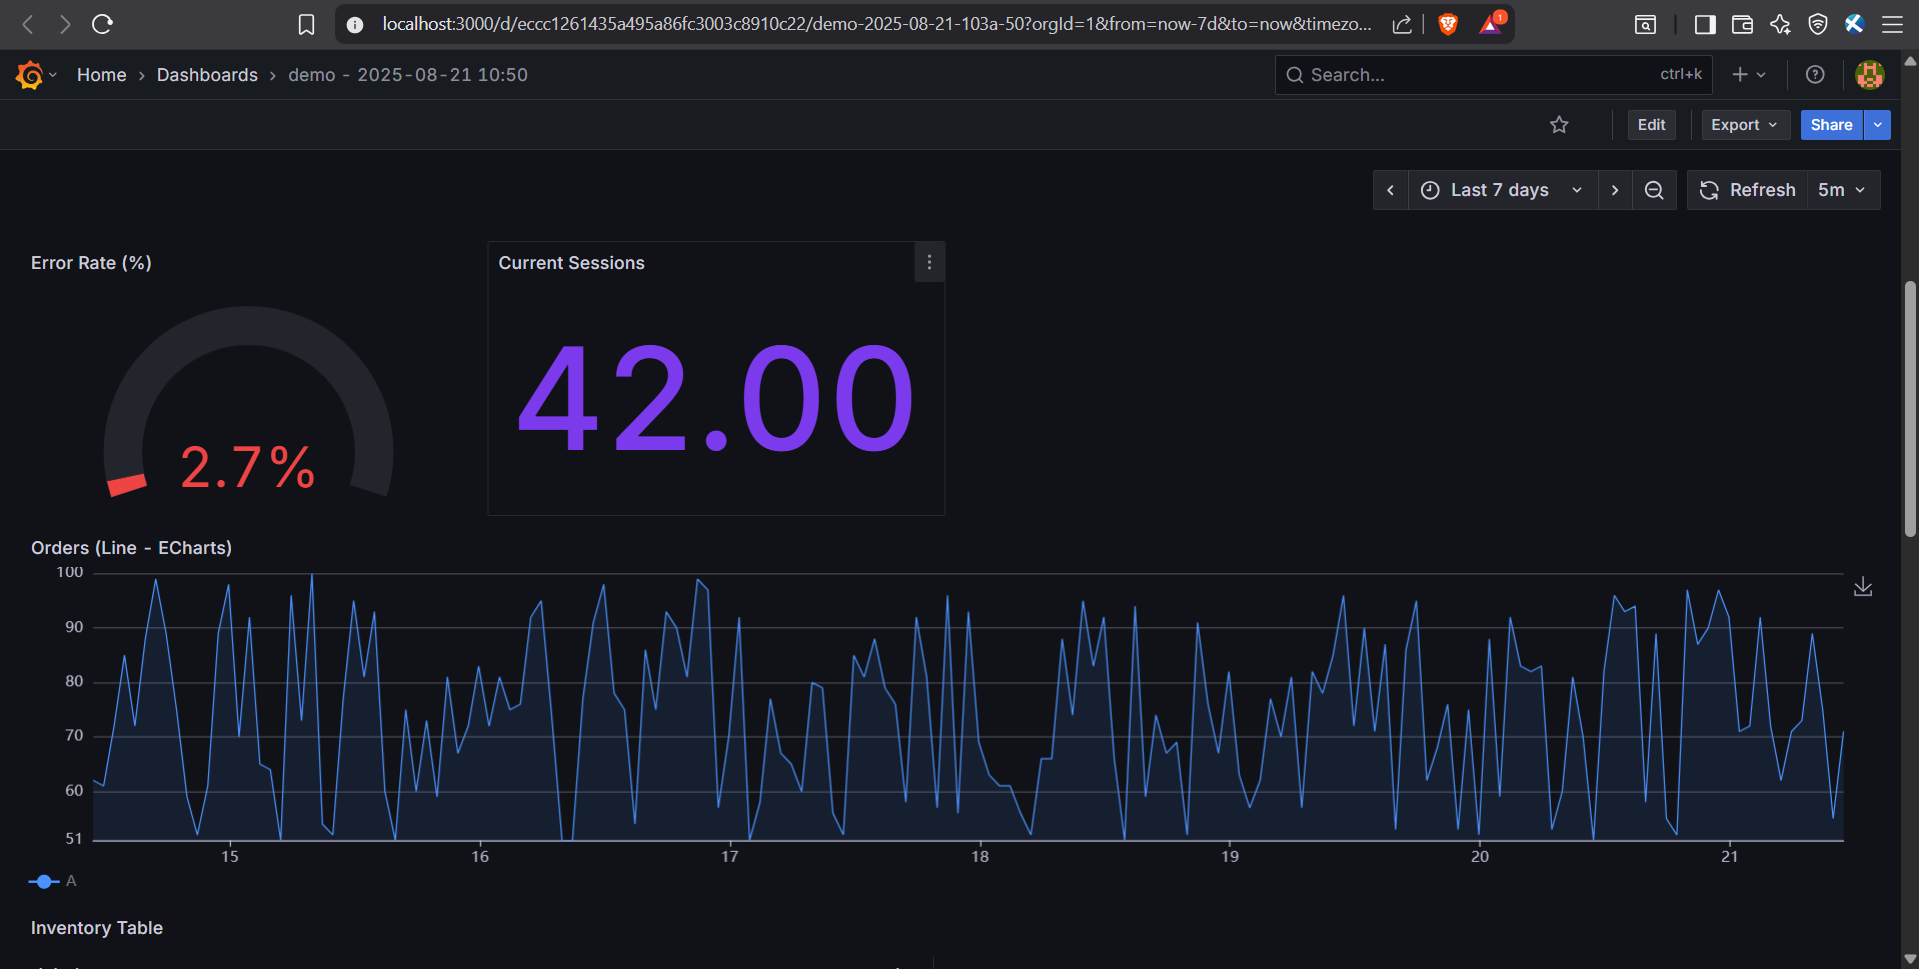 localhost:3000/d/eccc1261435a495a86fc3003c8910c22/demo-2025-08-21-103a-50?orgId=1&from=now-7d&to=now&timezo...
1
Home › Dashboards › demo - 2025-08-21 10:50
Search...
ctrl+k
Edit
Export
Share
Last 7 days
Refresh
5m
Error Rate (%)
2.7%
Current Sessions
42.00
Orders (Line - ECharts)
100
90
80
70
60
51
15 16 17 18 19 20 21
A
Inventory Table